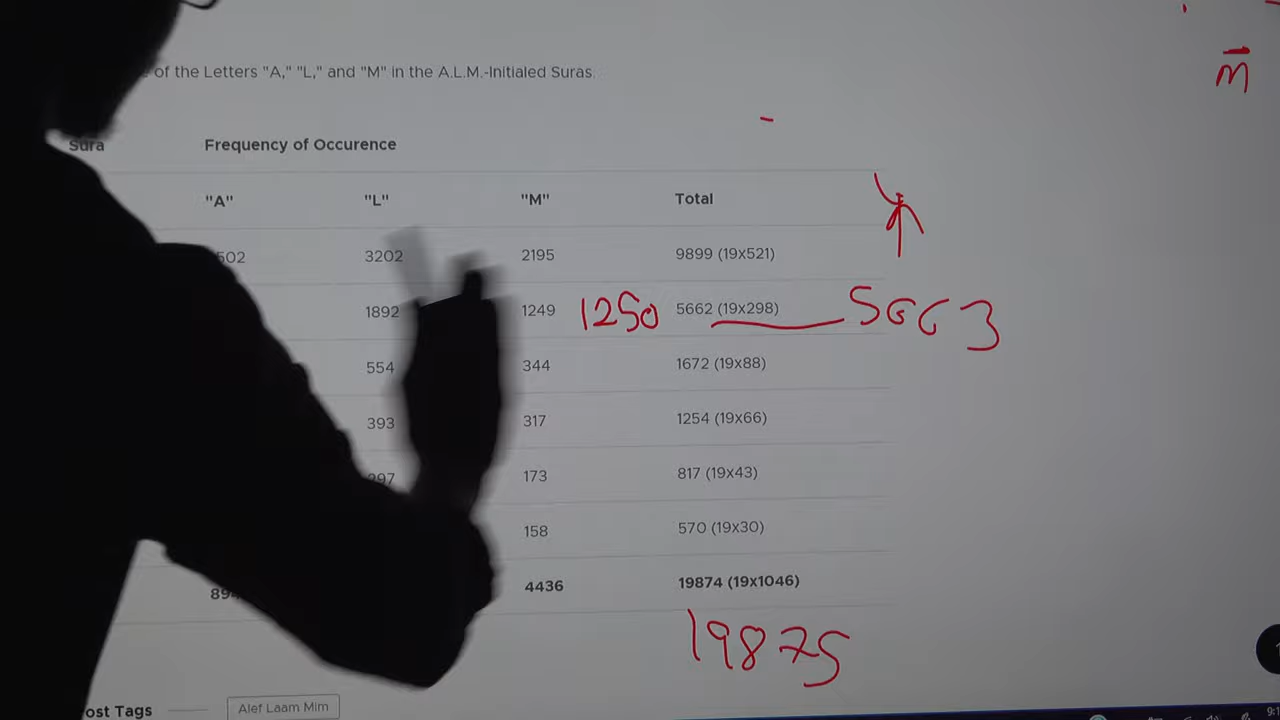 of the Letters "A," "L," and "M" in the A.L.M.-Initialed Suras.
m
Sura Frequency of Occurence
"A" "L" "M" Total
502 3202 2195 9899 (19x521)
1892 1249 1250 5662 (19x298) 5663
554 344 1672 (19x88)
393 317 1254 (19x66)
297 173 817 (19x43)
158 570 (19x30)
4436 19874 (19x1046)
19875
ost Tags Alef Laam Mim